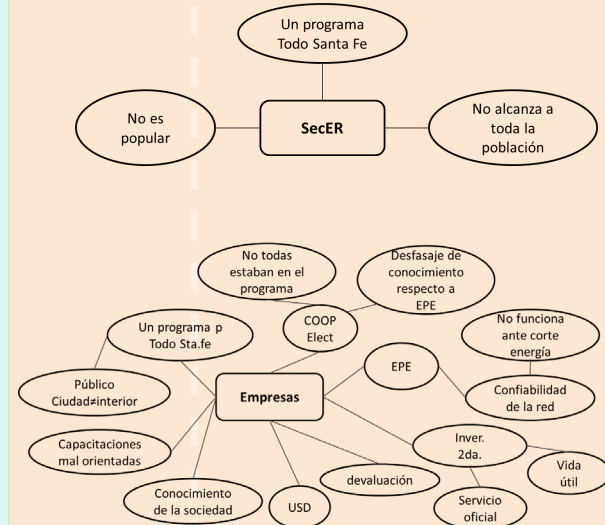 Un programa
Todo Santa Fe
No es
popular
SecER
No alcanza a
toda la
población
No todas
estaban en el
programa
Desfasaje de
conocimiento
respecto a
EPE
Un programa p
Todo Sta.fe
COOP
Elect
No funciona
ante corte
energía
EPE
Público
Ciudad≠interior
Empresas
Confiabilidad
de la red
Capacitaciones
mal orientadas
Inver.
2da.
Vida
útil
Conocimiento
de la sociedad
USD
devaluación
Servicio
oficial